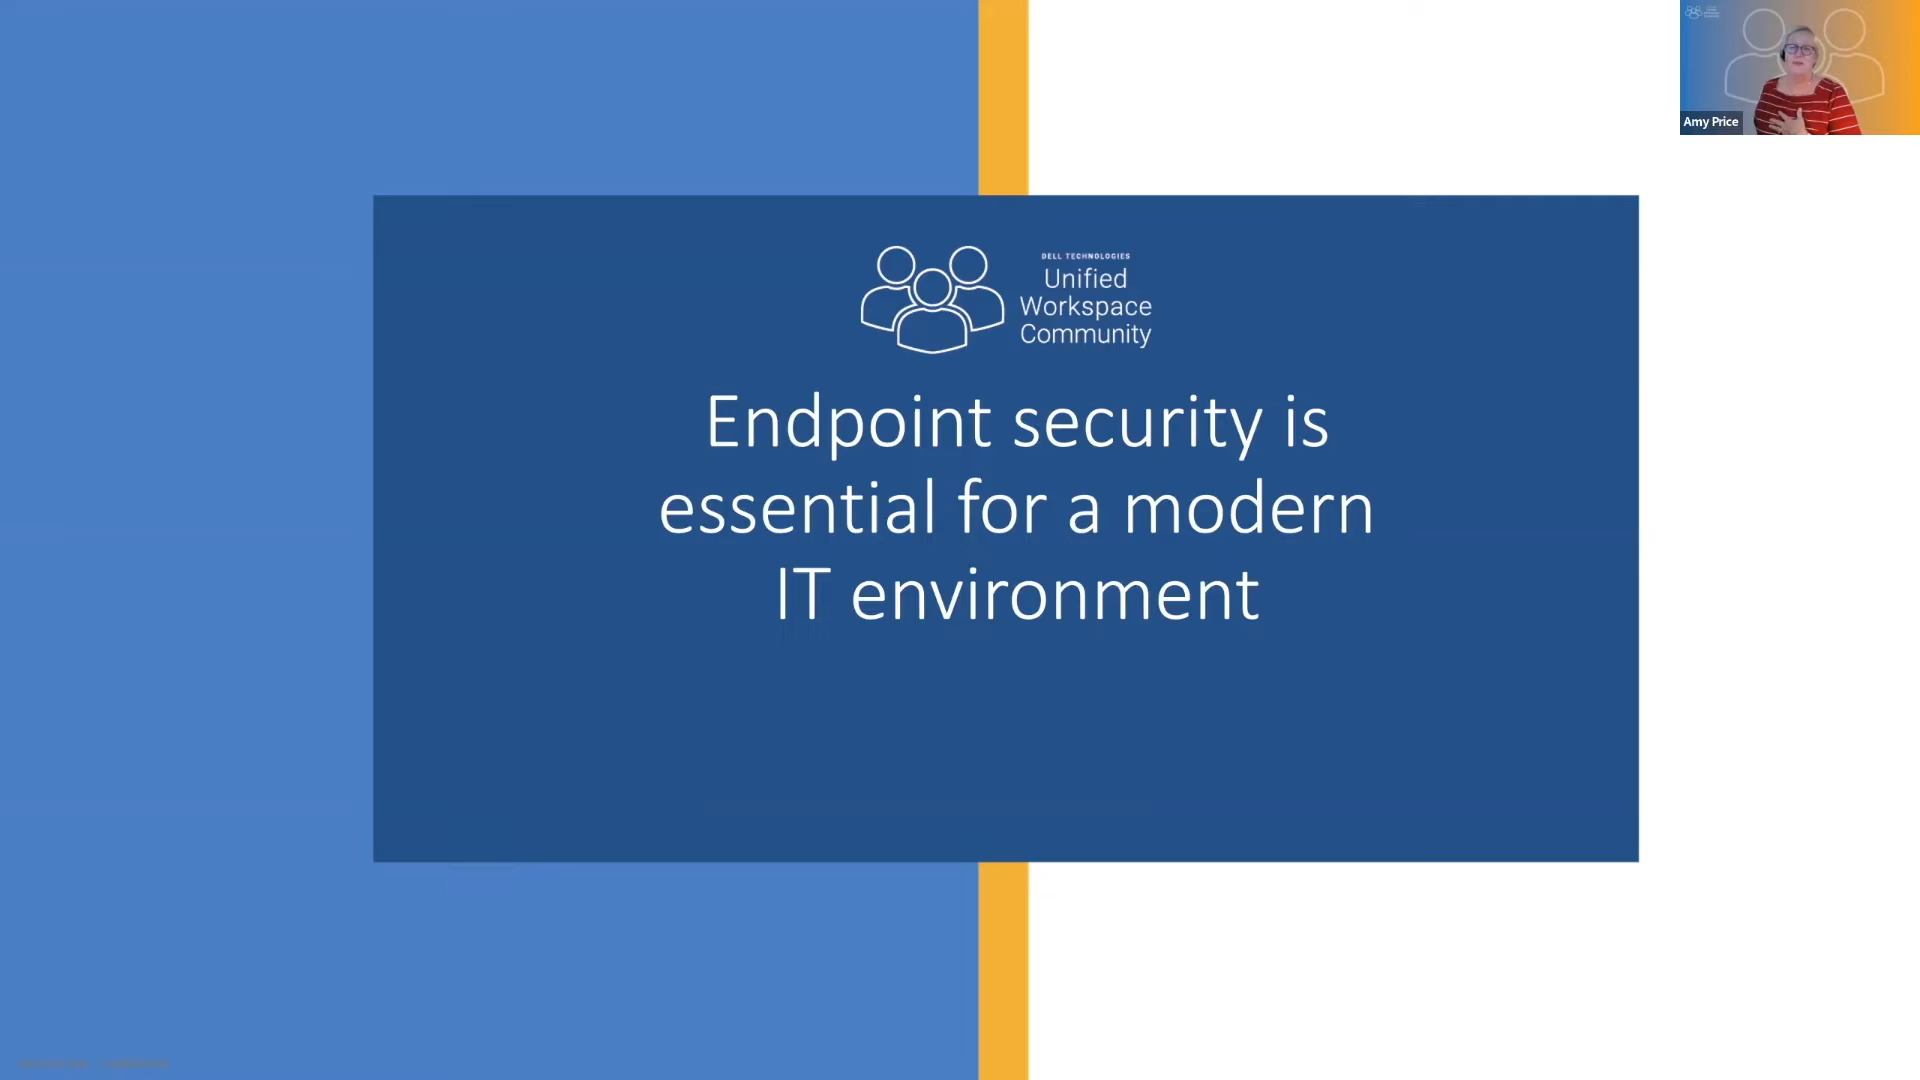 DELL TECHNOLOGIES
Unified
Workspace
Community
Endpoint security is
essential for a modern
IT environment
Amy Price